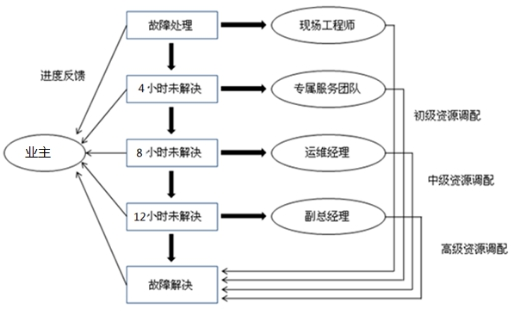 故障处理
现场工程师
进度反馈
4小时未解决
专属服务团队
初级资源调配
业主
8小时未解决
运维经理
中级资源调配
12小时未解决
副总经理
高级资源调配
故障解决